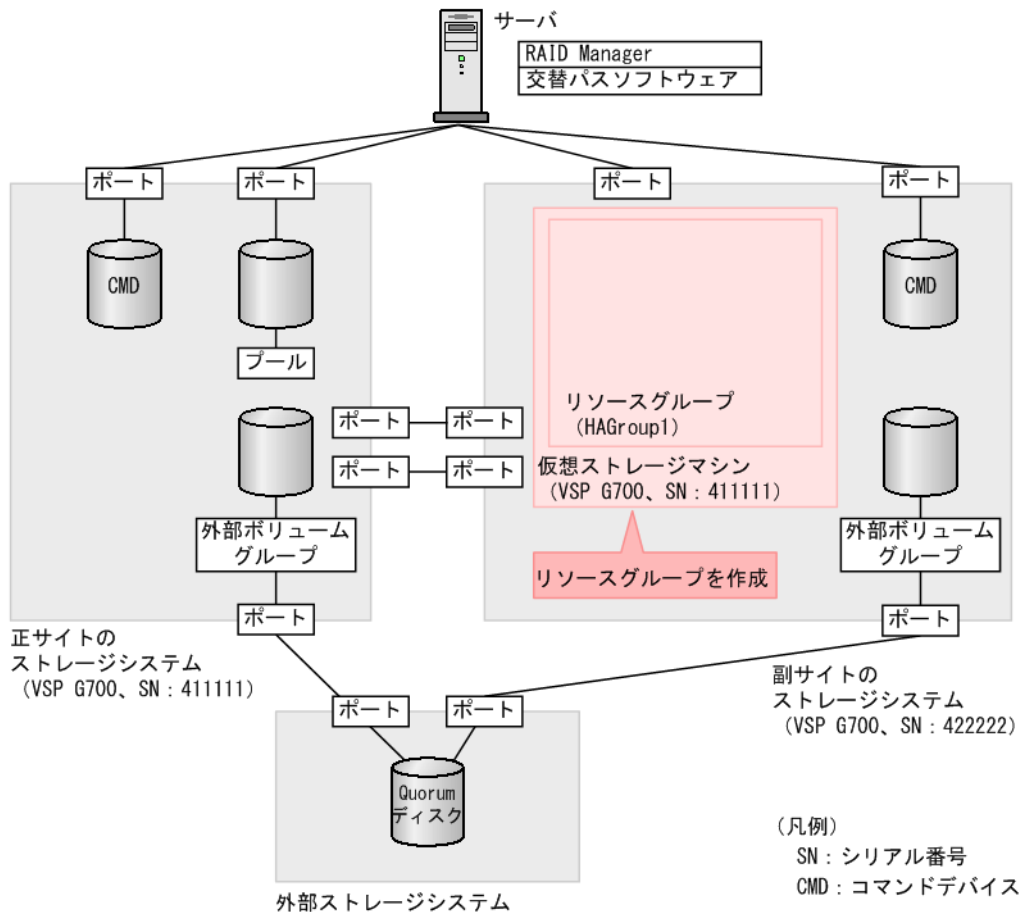 サーバ
RAID Manager
交替パスソフトウェア
ポート
ポート
ポート
ポート
CMD
CMD
プール
リソースグループ
（HAGroup1）
ポート
ポート
ポート
ポート
仮想ストレージマシン
（VSP G700、SN：411111）
外部ボリューム
グループ
外部ボリューム
グループ
リソースグループを作成
ポート
ポート
正サイトの
ストレージシステム
（VSP G700、SN：411111）
副サイトの
ストレージシステム
（VSP G700、SN：422222）
ポート
ポート
Quorum
ディスク
外部ストレージシステム
（凡例）
SN：シリアル番号
CMD：コマンドデバイス